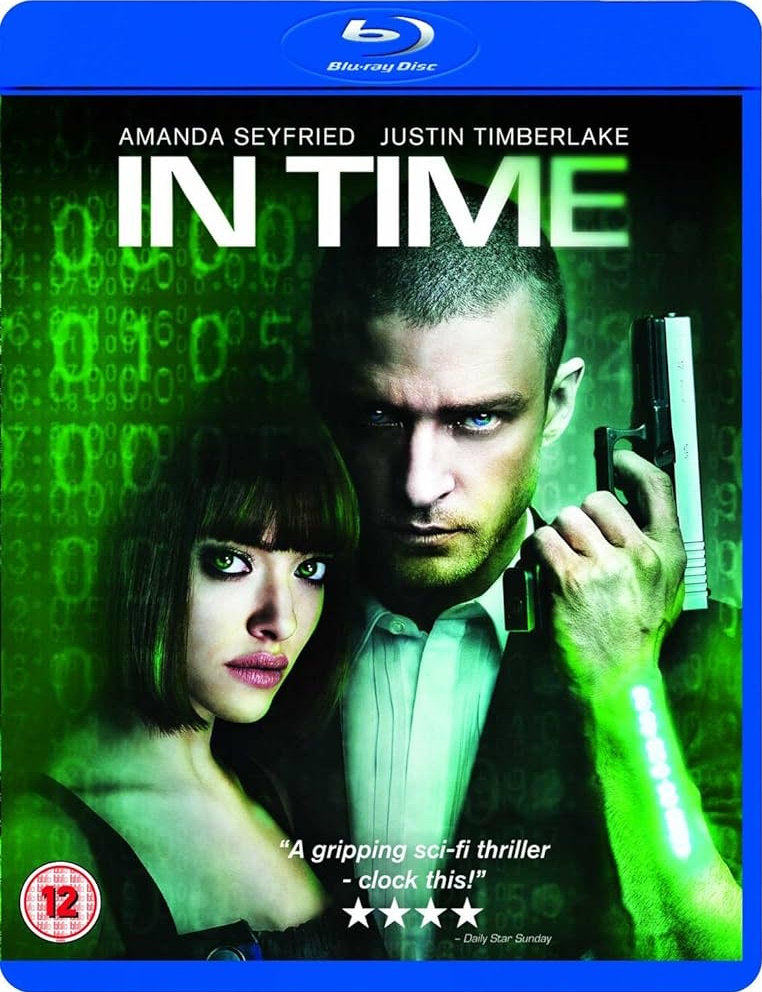 Blu-ray Disc
AMANDA SEYFRIED JUSTIN TIMBERLAKE
IN TIME
"A gripping sci-fi thriller
- clock this!"
– Daily Star Sunday
12